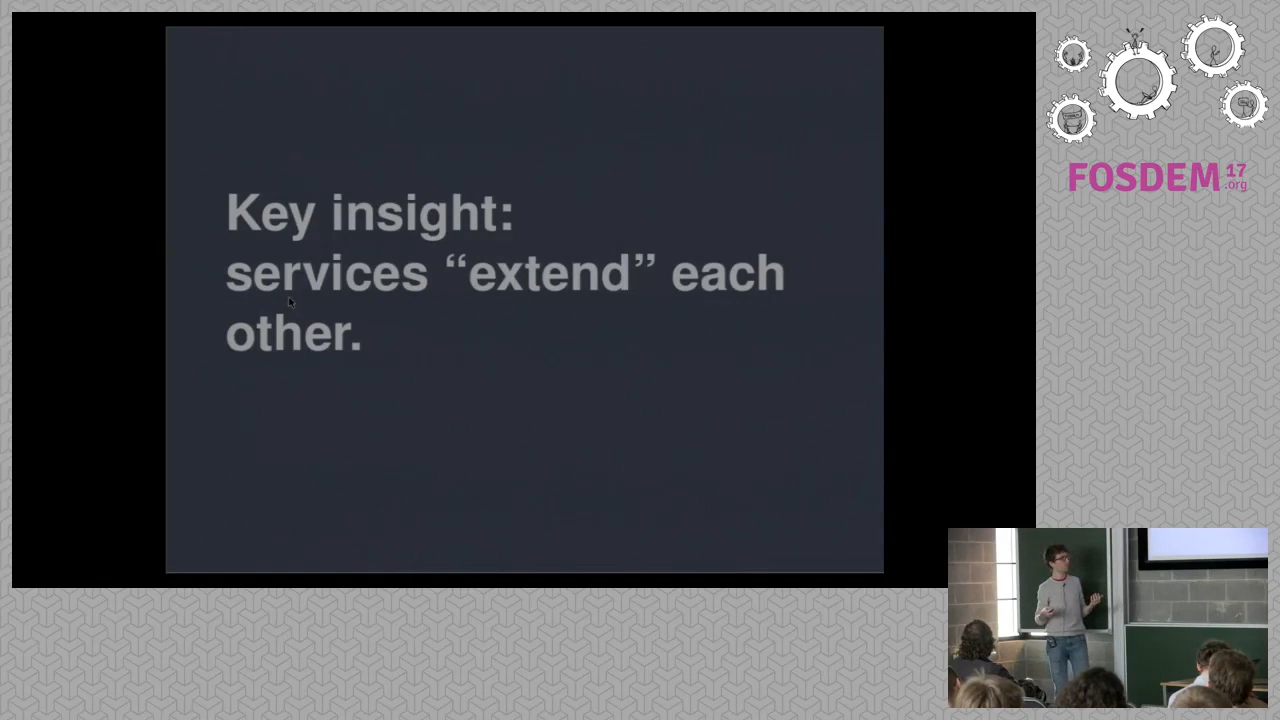 Key insight:
services “extend” each
other.
FOSDEM 17
.org